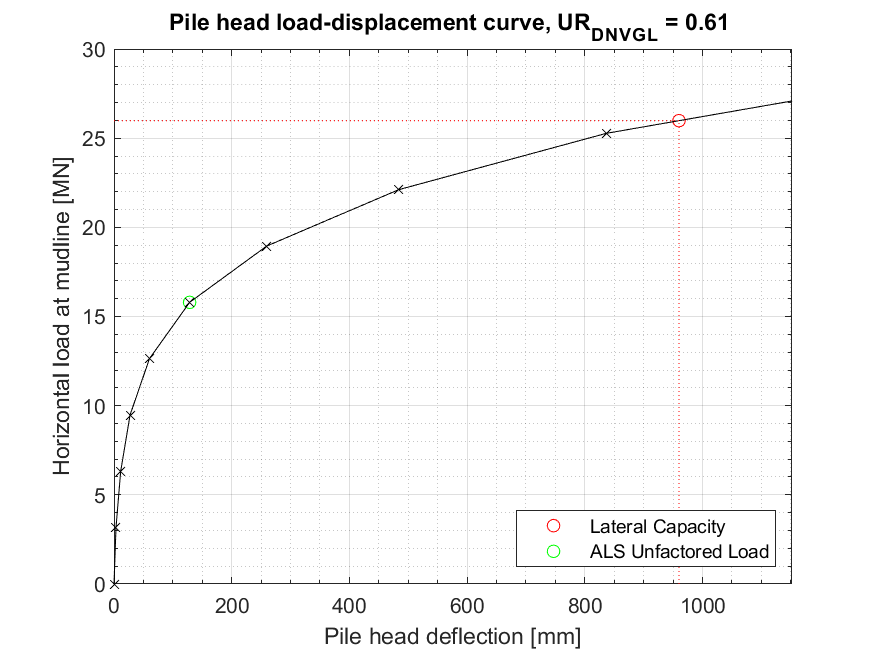 Pile head load-displacement curve, UR_DNVGL = 0.61
Horizontal load at mudline [MN]
30
25
20
15
10
5
0
0 200 400 600 800 1000
Pile head deflection [mm]
Lateral Capacity
ALS Unfactored Load